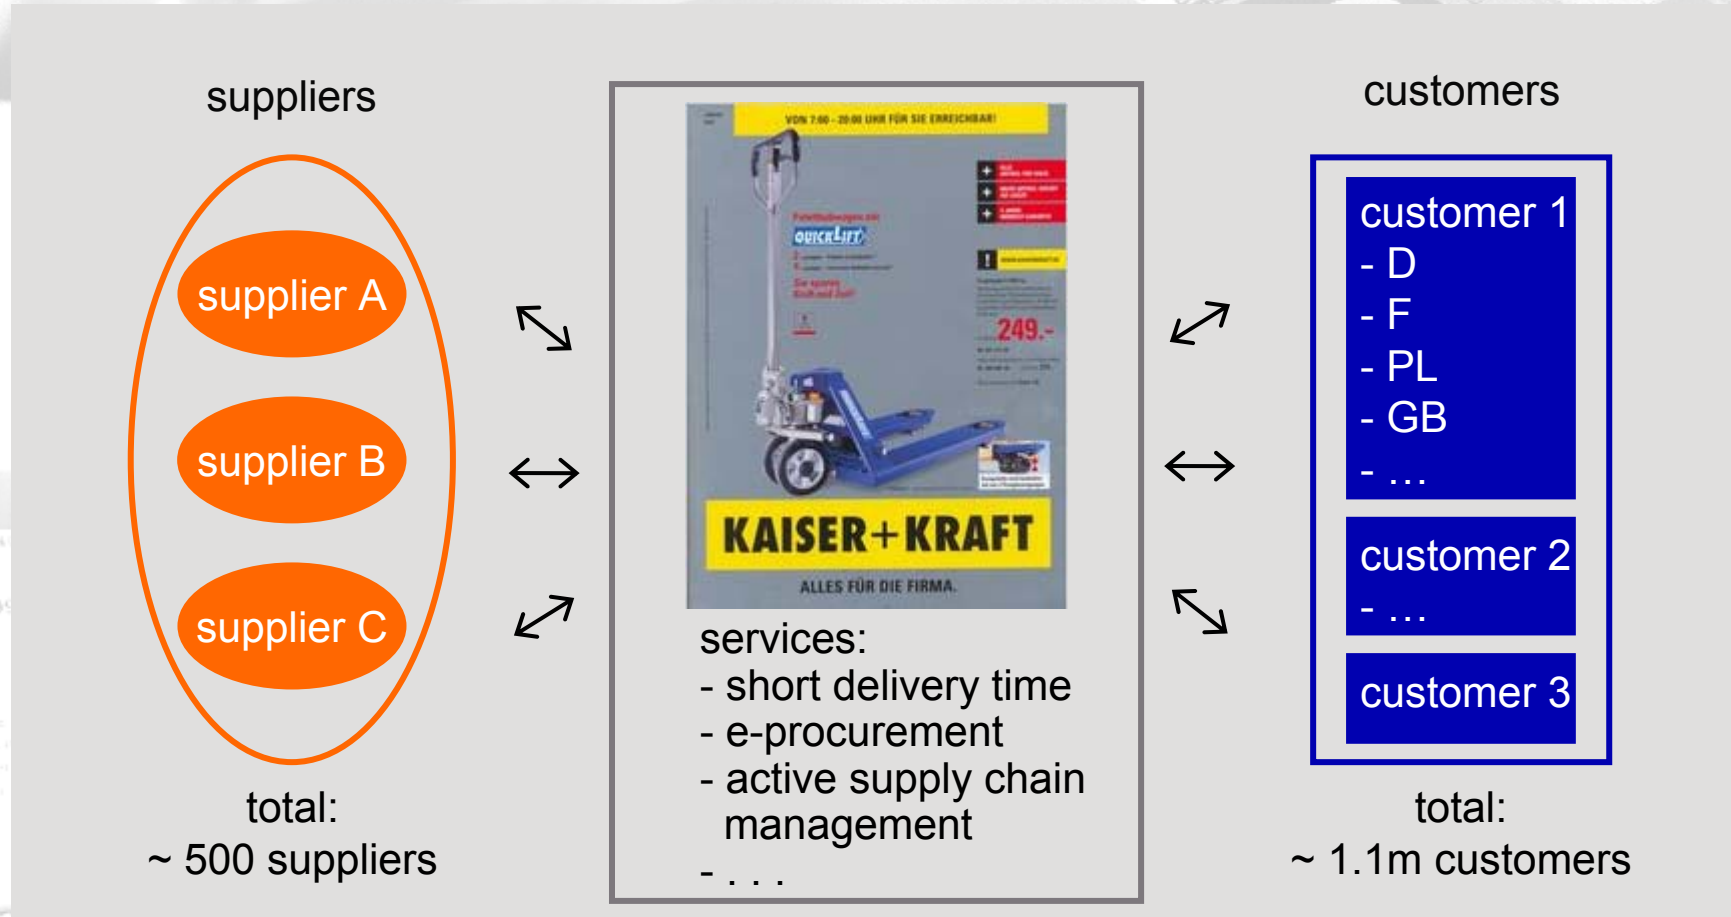 suppliers
supplier A
supplier B
supplier C
total:
~ 500 suppliers
VON 7:00 - 20:00 UHR FÜR SIE ERREICHBAR!
QUICKLIFT
249.-
KAISER+KRAFT
ALLES FÜR DIE FIRMA.
services:
- short delivery time
- e-procurement
- active supply chain
management
- . . .
customers
customer 1
- D
- F
- PL
- GB
- ...
customer 2
- ...
customer 3
total:
~ 1.1m customers